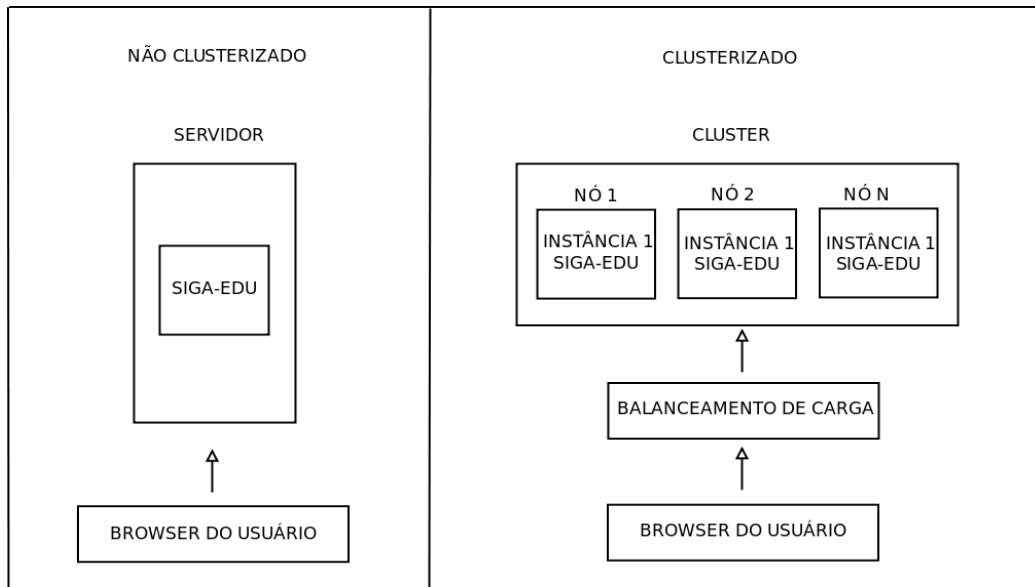 NÃO CLUSTERIZADO
SERVIDOR
SIGA-EDU
BROWSER DO USUÁRIO
CLUSTERIZADO
CLUSTER
NÓ 1
INSTÂNCIA 1
SIGA-EDU
NÓ 2
INSTÂNCIA 1
SIGA-EDU
NÓ N
INSTÂNCIA 1
SIGA-EDU
BALANCEAMENTO DE CARGA
BROWSER DO USUÁRIO